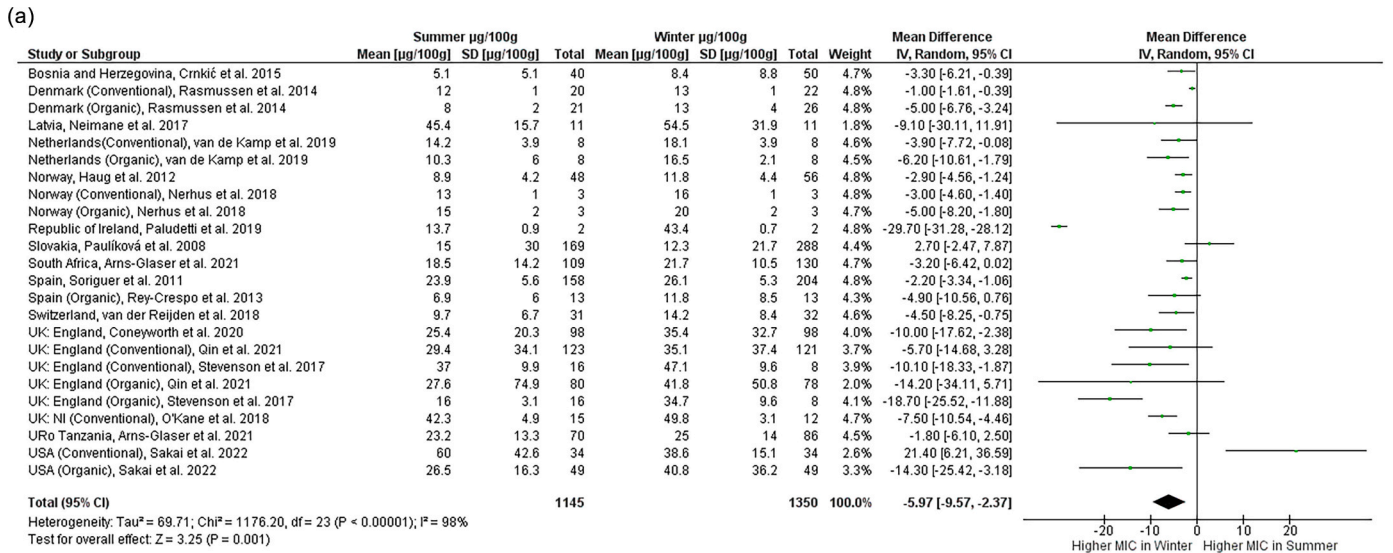 (a)
Summer µg/100g Winter µg/100g Mean Difference Mean Difference
Study or Subgroup Mean [µg/100g] SD [µg/100g] Total Mean [µg/100g] SD [µg/100g] Total Weight IV, Random, 95% CI IV, Random, 95% CI
Bosnia and Herzegovina, Crnkić et al. 2015 5.1 5.1 40 8.4 8.8 50 4.7% -3.30 [-6.21, -0.39]
Denmark (Conventional), Rasmussen et al. 2014 12 1 20 13 1 22 4.8% -1.00 [-1.61, -0.39]
Denmark (Organic), Rasmussen et al. 2014 8 2 21 13 4 26 4.8% -5.00 [-6.76, -3.24]
Latvia, Neimane et al. 2017 45.4 15.7 11 54.5 31.9 11 1.8% -9.10 [-30.11, 11.91]
Netherlands(Conventional), van de Kamp et al. 2019 14.2 3.9 8 18.1 3.9 8 4.6% -3.90 [-7.72, -0.08]
Netherlands (Organic), van de Kamp et al. 2019 10.3 6 8 16.5 2.1 8 4.5% -6.20 [-10.61, -1.79]
Norway, Haug et al. 2012 8.9 4.2 48 11.8 4.4 56 4.8% -2.90 [-4.56, -1.24]
Norway (Conventional), Nerhus et al. 2018 13 1 3 16 1 3 4.8% -3.00 [-4.60, -1.40]
Norway (Organic), Nerhus et al. 2018 15 2 3 20 2 3 4.7% -5.00 [-8.20, -1.80]
Republic of Ireland, Paludetti et al. 2019 13.7 0.9 2 43.4 0.7 2 4.8% -29.70 [-31.28, -28.12]
Slovakia, Paulíková et al. 2008 15 30 169 12.3 21.7 288 4.4% 2.70 [-2.47, 7.87]
South Africa, Arns-Glaser et al. 2021 18.5 14.2 109 21.7 10.5 130 4.7% -3.20 [-6.42, 0.02]
Spain, Soriguer et al. 2011 23.9 5.6 158 26.1 5.3 204 4.8% -2.20 [-3.34, -1.06]
Spain (Organic), Rey-Crespo et al. 2013 6.9 6 13 11.8 8.5 13 4.3% -4.90 [-10.56, 0.76]
Switzerland, van der Reijden et al. 2018 9.7 6.7 31 14.2 8.4 32 4.6% -4.50 [-8.25, -0.75]
UK: England, Coneyworth et al. 2020 25.4 20.3 98 35.4 32.7 98 4.0% -10.00 [-17.62, -2.38]
UK: England (Conventional), Qin et al. 2021 29.4 34.1 123 35.1 37.4 121 3.7% -5.70 [-14.68, 3.28]
UK: England (Conventional), Stevenson et al. 2017 37 9.9 16 47.1 9.6 8 3.9% -10.10 [-18.33, -1.87]
UK: England (Organic), Qin et al. 2021 27.6 74.9 80 41.8 50.8 78 2.0% -14.20 [-34.11, 5.71]
UK: England (Organic), Stevenson et al. 2017 16 3.1 16 34.7 9.6 8 4.1% -18.70 [-25.52, -11.88]
UK: NI (Conventional), O'Kane et al. 2018 42.3 4.9 15 49.8 3.1 12 4.7% -7.50 [-10.54, -4.46]
URo Tanzania, Arns-Glaser et al. 2021 23.2 13.3 70 25 14 86 4.5% -1.80 [-6.10, 2.50]
USA (Conventional), Sakai et al. 2022 60 42.6 34 38.6 15.1 34 2.6% 21.40 [6.21, 36.59]
USA (Organic), Sakai et al. 2022 26.5 16.3 49 40.8 36.2 49 3.3% -14.30 [-25.42, -3.18]
Total (95% CI) 1145 1350 100.0% -5.97 [-9.57, -2.37]
Heterogeneity: Tau² = 69.71; Chi² = 1176.20, df = 23 (P < 0.00001); I² = 98%
Test for overall effect: Z = 3.25 (P = 0.001)
-20 -10 0 10 20
Higher MIC in Winter Higher MIC in Summer